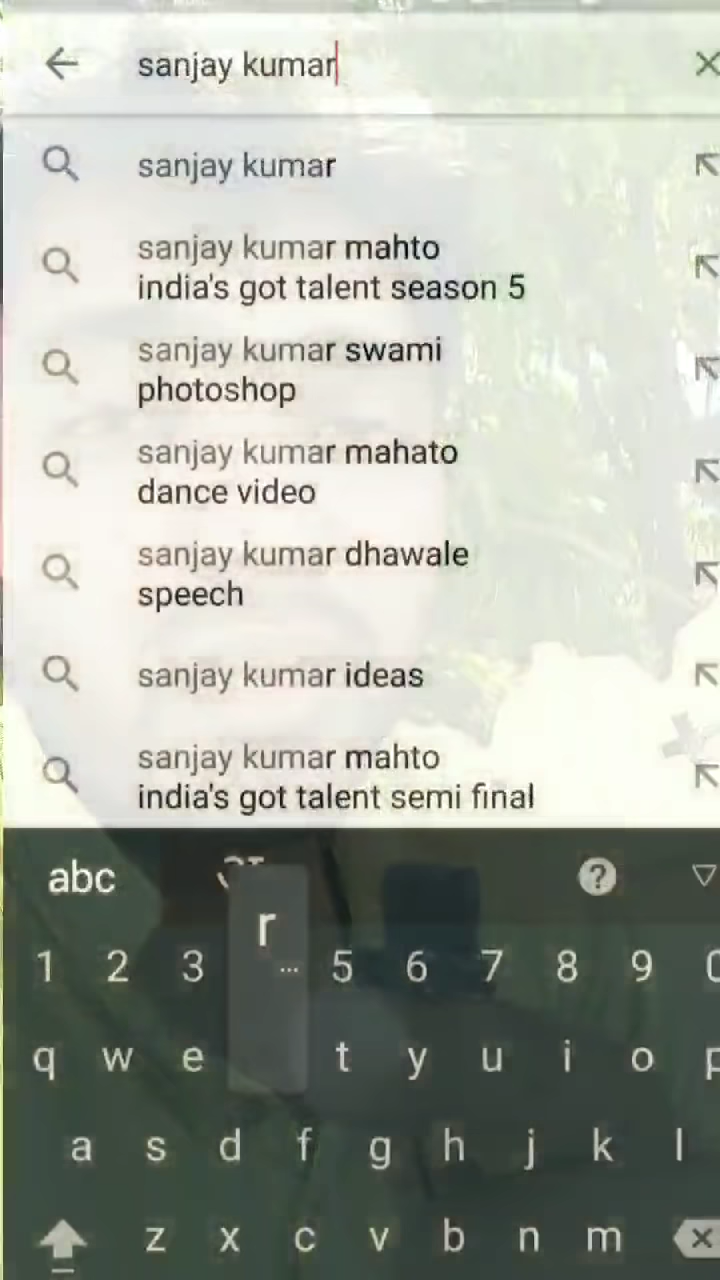 sanjay kumar
sanjay kumar
sanjay kumar mahto
india's got talent season 5
sanjay kumar swami
photoshop
sanjay kumar mahato
dance video
sanjay kumar dhawale
speech
sanjay kumar ideas
sanjay kumar mahto
india's got talent semi final
abc ?
r
1 2 3 ... 5 6 7 8 9 0
q w e t y u i o p
a s d f g h j k l
z x c v b n m